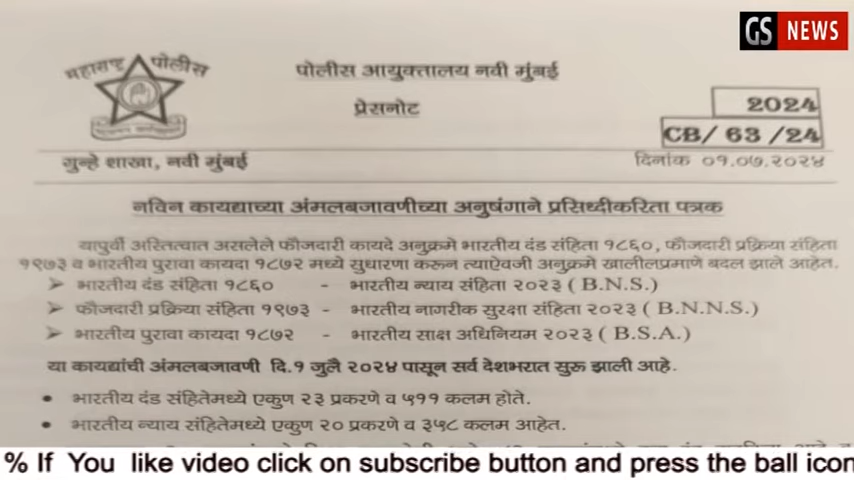 GS NEWS
महाराष्ट्र पोलीस
पोलीस आयुक्तालय नवी मुंबई
प्रेसनोट
2024
CB/ 63 /24
गुन्हे शाखा, नवी मुंबई
दिनांक ०१.०७.२०२४
नविन कायद्याच्या अंमलबजावणीच्या अनुषंगाने प्रसिध्दीकरिता पत्रक
यापुर्वी अस्तित्वात असलेले फौजदारी कायदे अनुक्रमे भारतीय दंड संहिता १८६०, फौजदारी प्रक्रिया संहिता
१९७३ व भारतीय पुरावा कायदा १८७२ मध्ये सुधारणा करून त्याऐवजी अनुक्रमे खालीलप्रमाणे बदल झाले आहेत.
➢ भारतीय दंड संहिता १८६० - भारतीय न्याय संहिता २०२३ ( B.N.S.)
➢ फौजदारी प्रक्रिया संहिता १९७३ - भारतीय नागरीक सुरक्षा संहिता २०२३ ( B.N.N.S.)
➢ भारतीय पुरावा कायदा १८७२ - भारतीय साक्ष अधिनियम २०२३ ( B.S.A.)
या कायद्यांची अंमलबजावणी दि.१ जुलै २०२४ पासून सर्व देशभरात सुरू झाली आहे.
• भारतीय दंड संहितेमध्ये एकुण २३ प्रकरणे व ५११ कलम होते.
• भारतीय न्याय संहितेमध्ये एकुण २० प्रकरणे व ३५८ कलम आहेत.
% If You like video click on subscribe button and press the ball icon